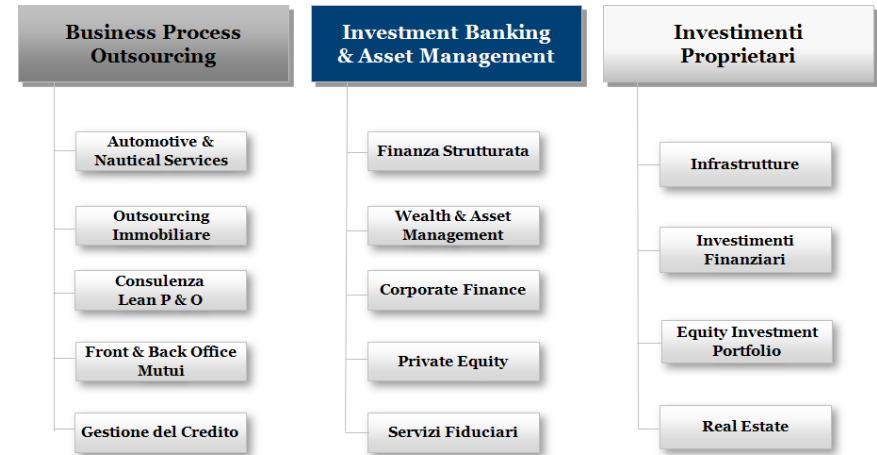 Business Process
Outsourcing
Automotive &
Nautical Services
Outsourcing
Immobiliare
Consulenza
Lean P & O
Front & Back Office
Mutui
Gestione del Credito
Investment Banking
& Asset Management
Finanza Strutturata
Wealth & Asset
Management
Corporate Finance
Private Equity
Servizi Fiduciari
Investimenti
Proprietari
Infrastrutture
Investimenti
Finanziari
Equity Investment
Portfolio
Real Estate